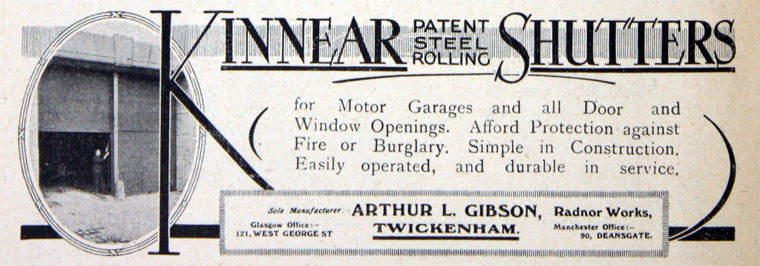 KINNEAR PATENT STEEL ROLLING SHUTTERS
for Motor Garages and all Door and
Window Openings. Afford Protection against
Fire or Burglary. Simple in Construction.
Easily operated, and durable in service.
Sole Manufacturer:— ARTHUR L. GIBSON, Radnor Works,
TWICKENHAM.
Glasgow Office:—
121, WEST GEORGE ST
Manchester Office:—
90, DEANSGATE.